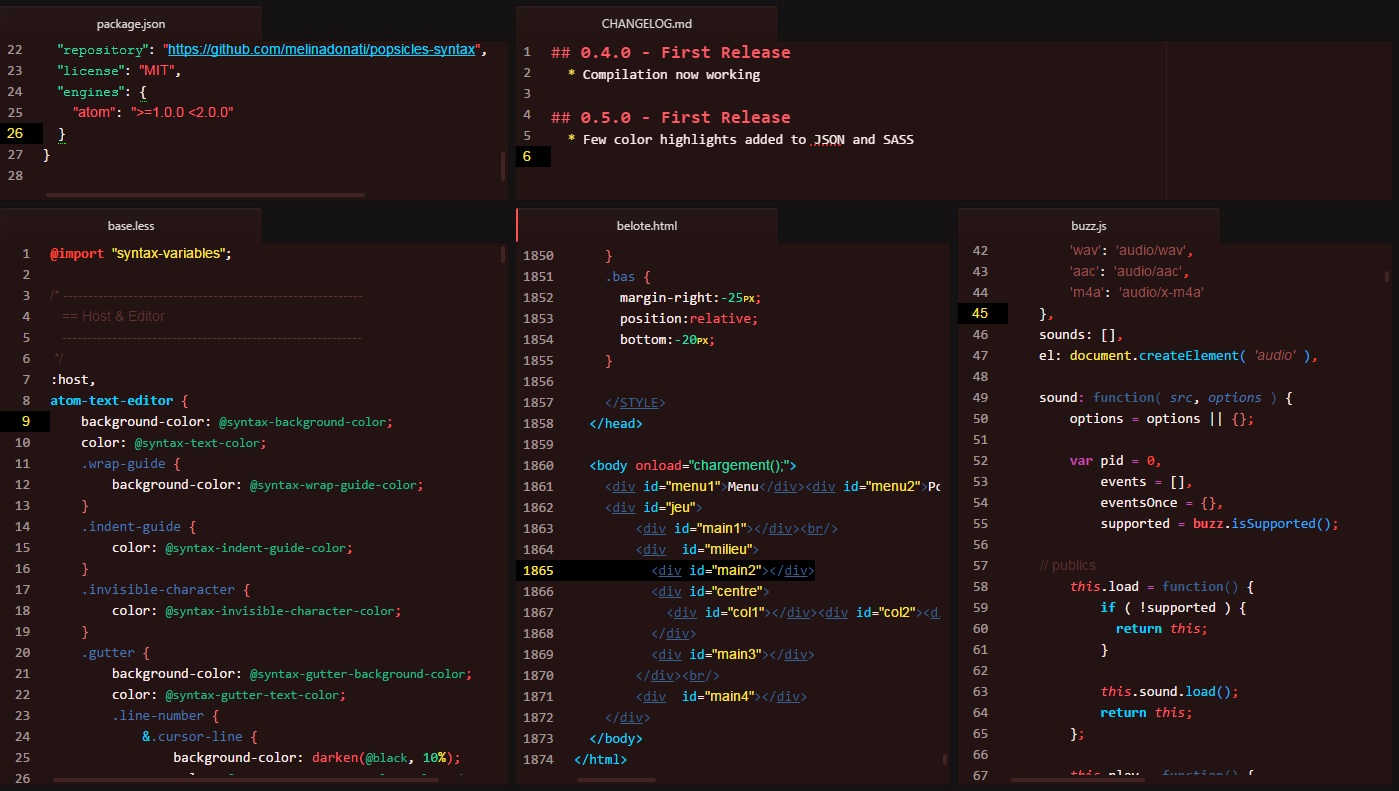 package.json
22 "repository": "https://github.com/melinadonati/popsicles-syntax",
23 "license": "MIT",
24 "engines": {
25 "atom": ">=1.0.0 <2.0.0"
26 }
27 }
28
CHANGELOG.md
1 ## 0.4.0 - First Release
2 * Compilation now working
3
4 ## 0.5.0 - First Release
5 * Few color highlights added to JSON and SASS
6
base.less
1 @import "syntax-variables";
2
3 /* ------------------------------------------------------------
4 == Host & Editor
5 ------------------------------------------------------------
6 */
7 :host,
8 atom-text-editor {
9 background-color: @syntax-background-color;
10 color: @syntax-text-color;
11 .wrap-guide {
12 background-color: @syntax-wrap-guide-color;
13 }
14 .indent-guide {
15 color: @syntax-indent-guide-color;
16 }
17 .invisible-character {
18 color: @syntax-invisible-character-color;
19 }
20 .gutter {
21 background-color: @syntax-gutter-background-color;
22 color: @syntax-gutter-text-color;
23 .line-number {
24 &.cursor-line {
25 background-color: darken(@black, 10%);
26
belote.html
1850 }
1851 .bas {
1852 margin-right:-25px;
1853 position:relative;
1854 bottom:-20px;
1855 }
1856
1857 </STYLE>
1858 </head>
1859
1860 <body onload="chargement();">
1861 <div id="menu1">Menu</div><div id="menu2">Pc
1862 <div id="jeu">
1863 <div id="main1"></div><br/>
1864 <div id="milieu">
1865 <div id="main2"></div>
1866 <div id="centre">
1867 <div id="col1"></div><div id="col2"><d
1868 </div>
1869 <div id="main3"></div>
1870 </div><br/>
1871 <div id="main4"></div>
1872 </div>
1873 </body>
1874 </html>
buzz.js
42 'wav': 'audio/wav',
43 'aac': 'audio/aac',
44 'm4a': 'audio/x-m4a'
45 },
46 sounds: [],
47 el: document.createElement( 'audio' ),
48
49 sound: function( src, options ) {
50 options = options || {};
51
52 var pid = 0,
53 events = [],
54 eventsOnce = {},
55 supported = buzz.isSupported();
56
57 // publics
58 this.load = function() {
59 if ( !supported ) {
60 return this;
61 }
62
63 this.sound.load();
64 return this;
65 };
66
67 this.play = function() {